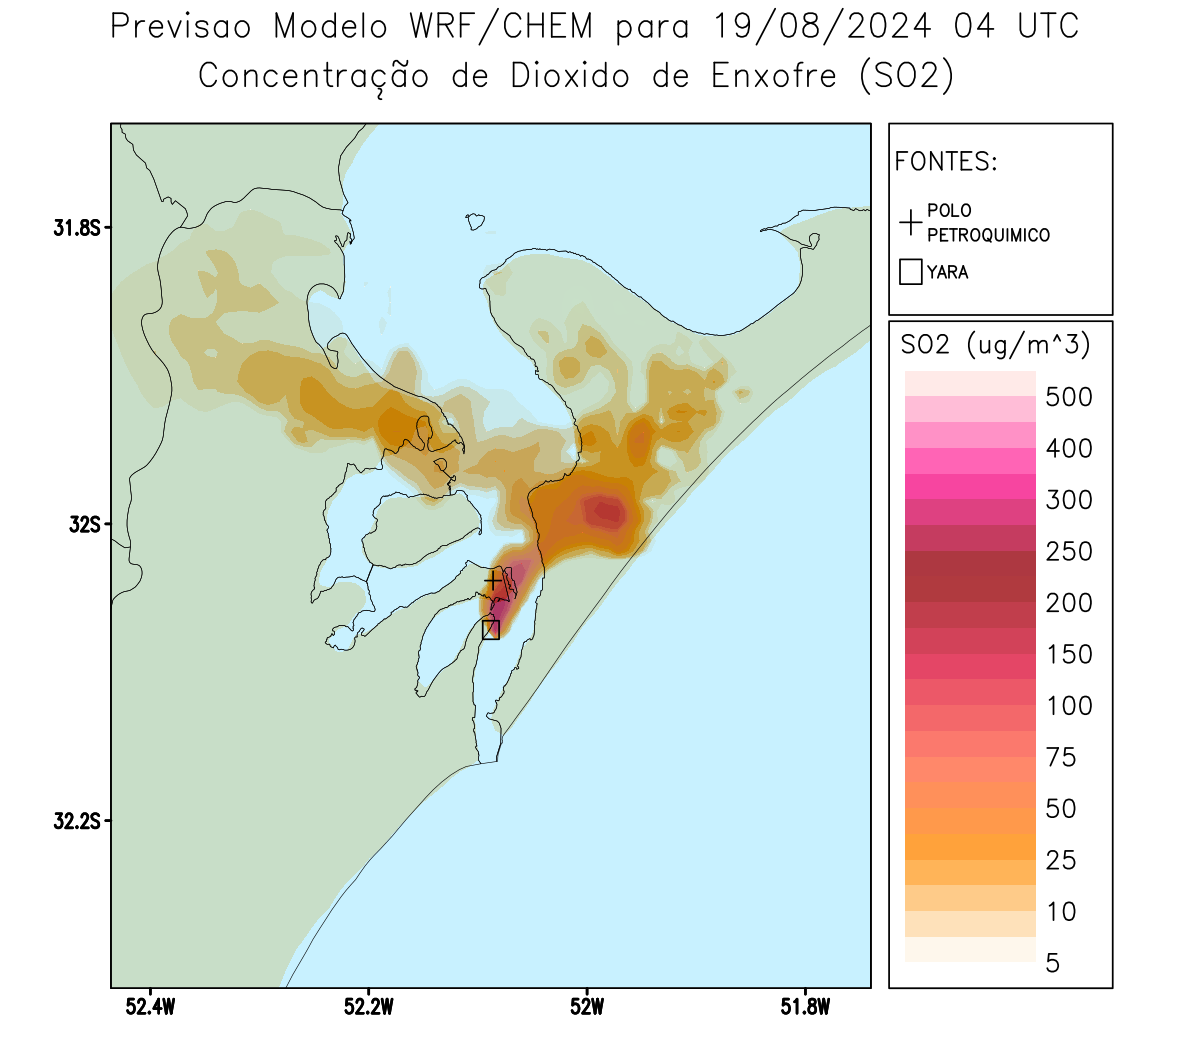 Previsao Modelo WRF/CHEM para 19/08/2024 04 UTC
Concentração de Dioxido de Enxofre (SO2)
FONTES:
POLO
PETROQUIMICO
YARA
31.8S
32S
32.2S
52.4W
52.2W
52W
51.8W
SO2 (ug/m^3)
500
400
300
250
200
150
100
75
50
25
10
5